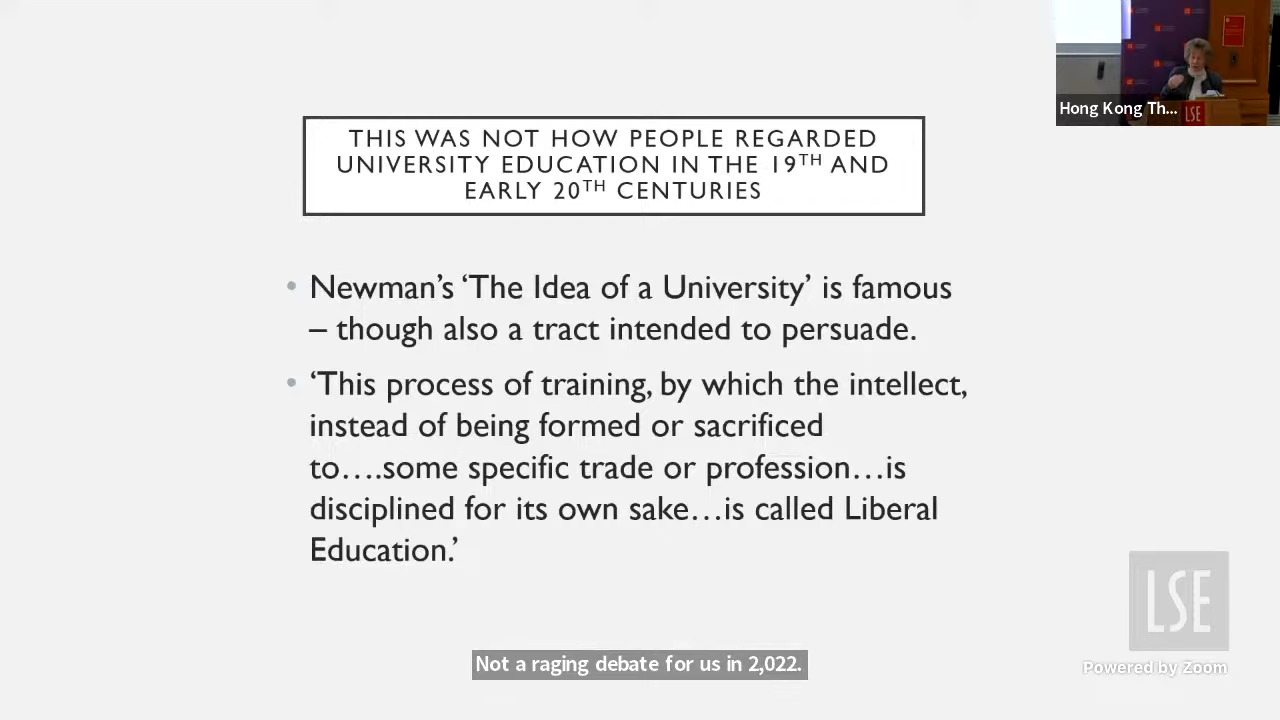 Hong Kong Th...
LSE
THIS WAS NOT HOW PEOPLE REGARDED
UNIVERSITY EDUCATION IN THE 19TH AND
EARLY 20TH CENTURIES
• Newman’s ‘The Idea of a University’ is famous
– though also a tract intended to persuade.
• ‘This process of training, by which the intellect,
instead of being formed or sacrificed
to….some specific trade or profession…is
disciplined for its own sake…is called Liberal
Education.’
LSE
Powered by Zoom
Not a raging debate for us in 2,022.